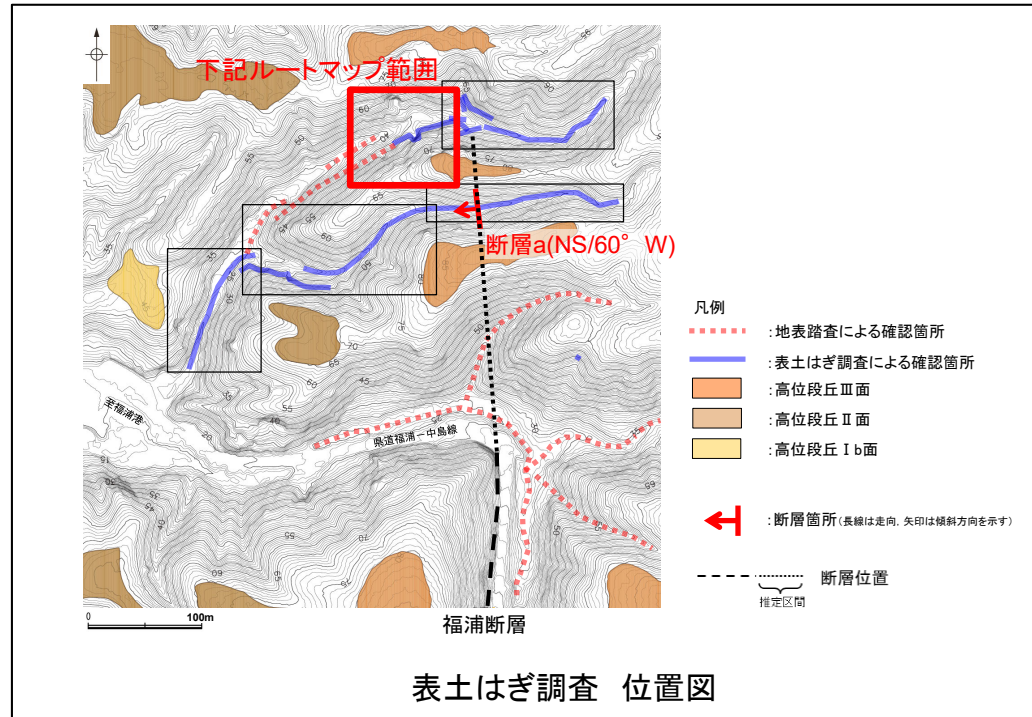 下記ルートマップ範囲
断層a(NS/60°W)
至福浦港
県道福浦ー中島線
0 100m
福浦断層
凡例
:地表踏査による確認箇所
:表土はぎ調査による確認箇所
:高位段丘Ⅲ面
:高位段丘Ⅱ面
:高位段丘Ⅰb面
:断層箇所(長線は走向,矢印は傾斜方向を示す)
断層位置
推定区間
表土はぎ調査 位置図